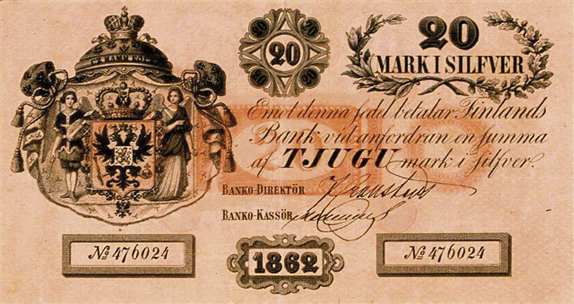 20
20 MARK I SILFVER
Emot denna sedel betalar Finlands
Bank vid anfordran en summa
af TJUGU mark i silfver.
BANKO-DIREKTÖR
BANKO-KASSÖR
№ 476024
1862
№ 476024